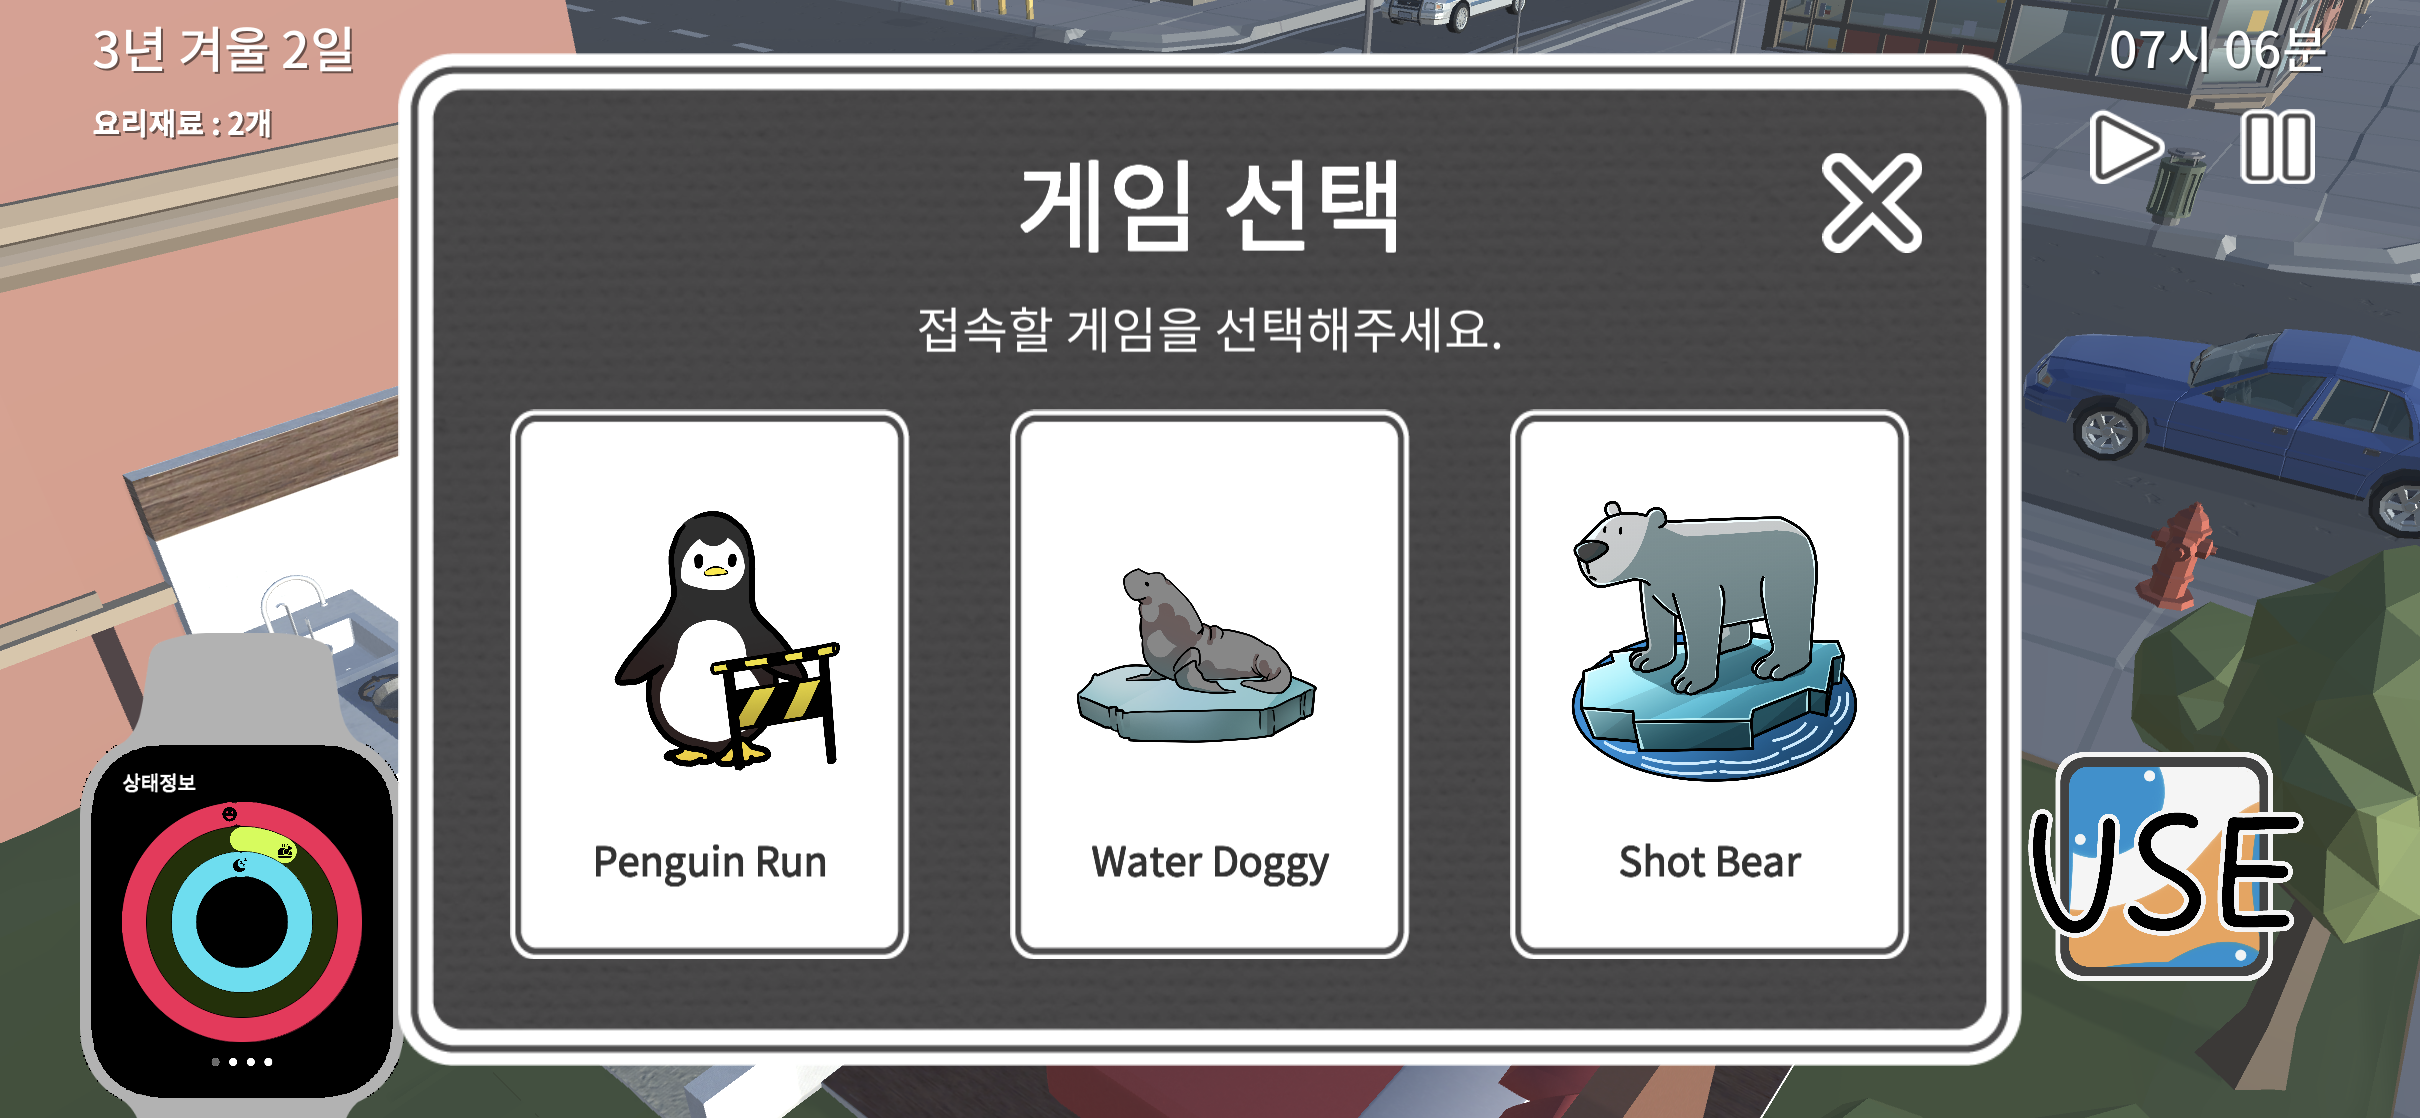 3년 겨울 2일
07시 06분
요리재료 : 2개
게임 선택
접속할 게임을 선택해주세요.
Penguin Run
Water Doggy
Shot Bear
상태정보
USE